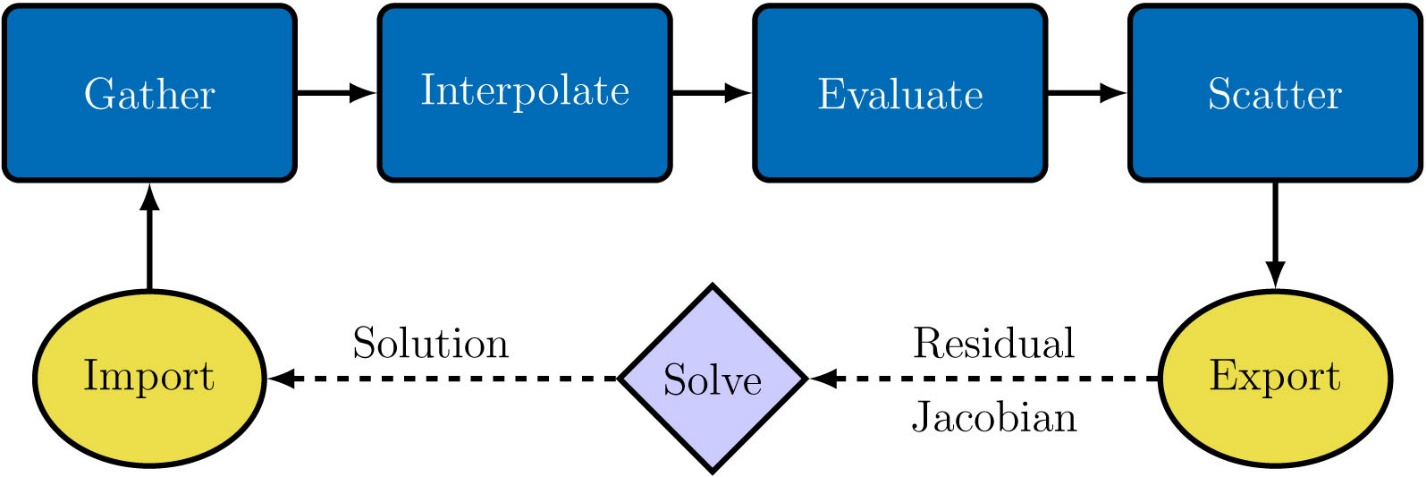 Gather
Interpolate
Evaluate
Scatter
Solution
Residual
Import
Solve
Export
Jacobian